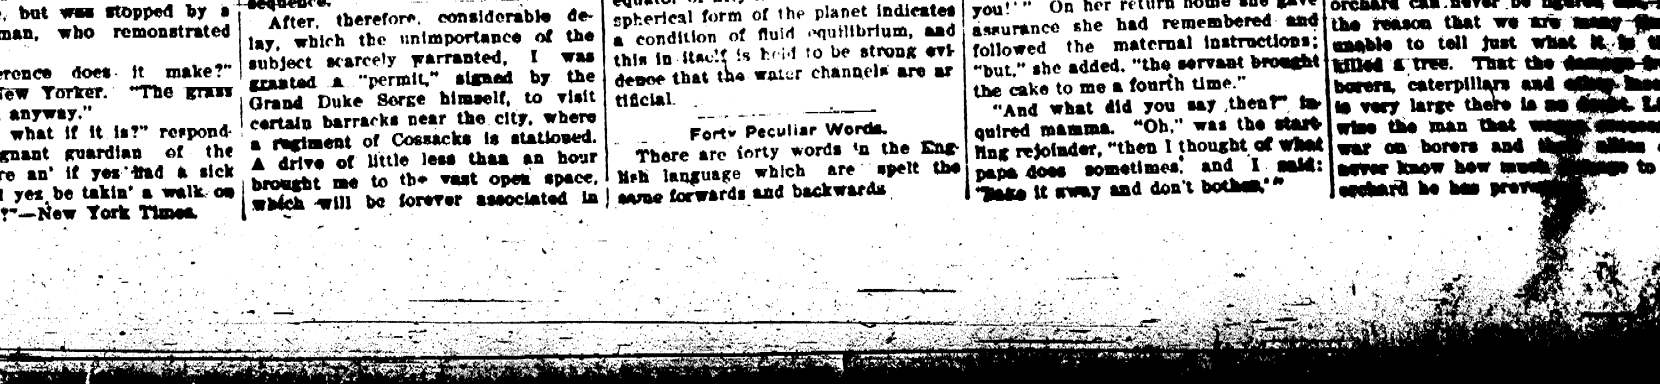 , but was stopped by a
man, who remonstrated
erence does it make?"
ew Yorker. "The grass
anyway."
what if it is?" respond-
gnant guardian of the
re an' if yes had a sick
yez be takin' a walk on
?"—New York Times.
sequence.
After, therefore, considerable de-
lay, which the unimportance of the
subject scarcely warranted, I was
granted a "permit," signed by the
Grand Duke Sorge himself, to visit
certain barracks near the city, where
a regiment of Cossacks is stationed.
A drive of little less than an hour
brought me to the vast open space,
which will be forever associated in
spherical form of the planet indicates
a condition of fluid equilibrium, and
this in itself is held to be strong evi-
dence that the water channels are ar
tificial.
Forty Peculiar Words.
There are forty words in the Eng-
lish language which are spelt the
same forwards and backwards
you!'" On her return home she gave
assurance she had remembered and
followed the maternal instructions;
"but," she added, "the servant brought
the cake to me a fourth time."
"And what did you say then?" in-
quired mamma. "Oh," was the start-
ling rejoinder, "then I thought of what
papa does sometimes, and I said:
'Take it away and don't bother.'"
orchard can never be
the reason that we are many
unable to tell just what it is
killed a tree. That the damage
borers, caterpillars and
is very large there is no doubt.
wise the man that
war on borers and
never know how much to
orchard he has